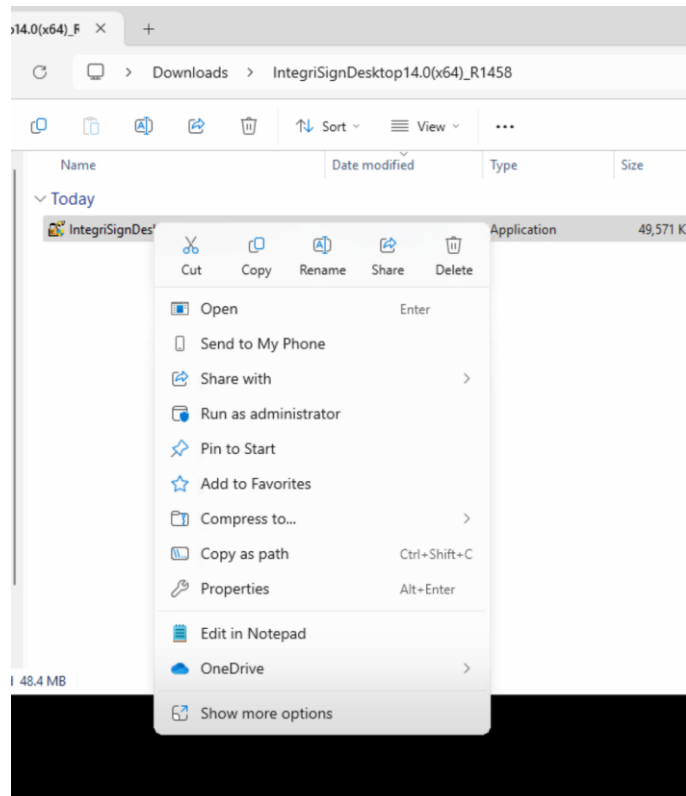 14.0(x64)_F
Downloads > IntegriSignDesktop14.0(x64)_R1458
Sort View
Name Date modified Type Size
Today
IntegriSignDes Application 49,571 K
Cut Copy Rename Share Delete
Open Enter
Send to My Phone
Share with
Run as administrator
Pin to Start
Add to Favorites
Compress to...
Copy as path Ctrl+Shift+C
Properties Alt+Enter
Edit in Notepad
OneDrive
48.4 MB
Show more options